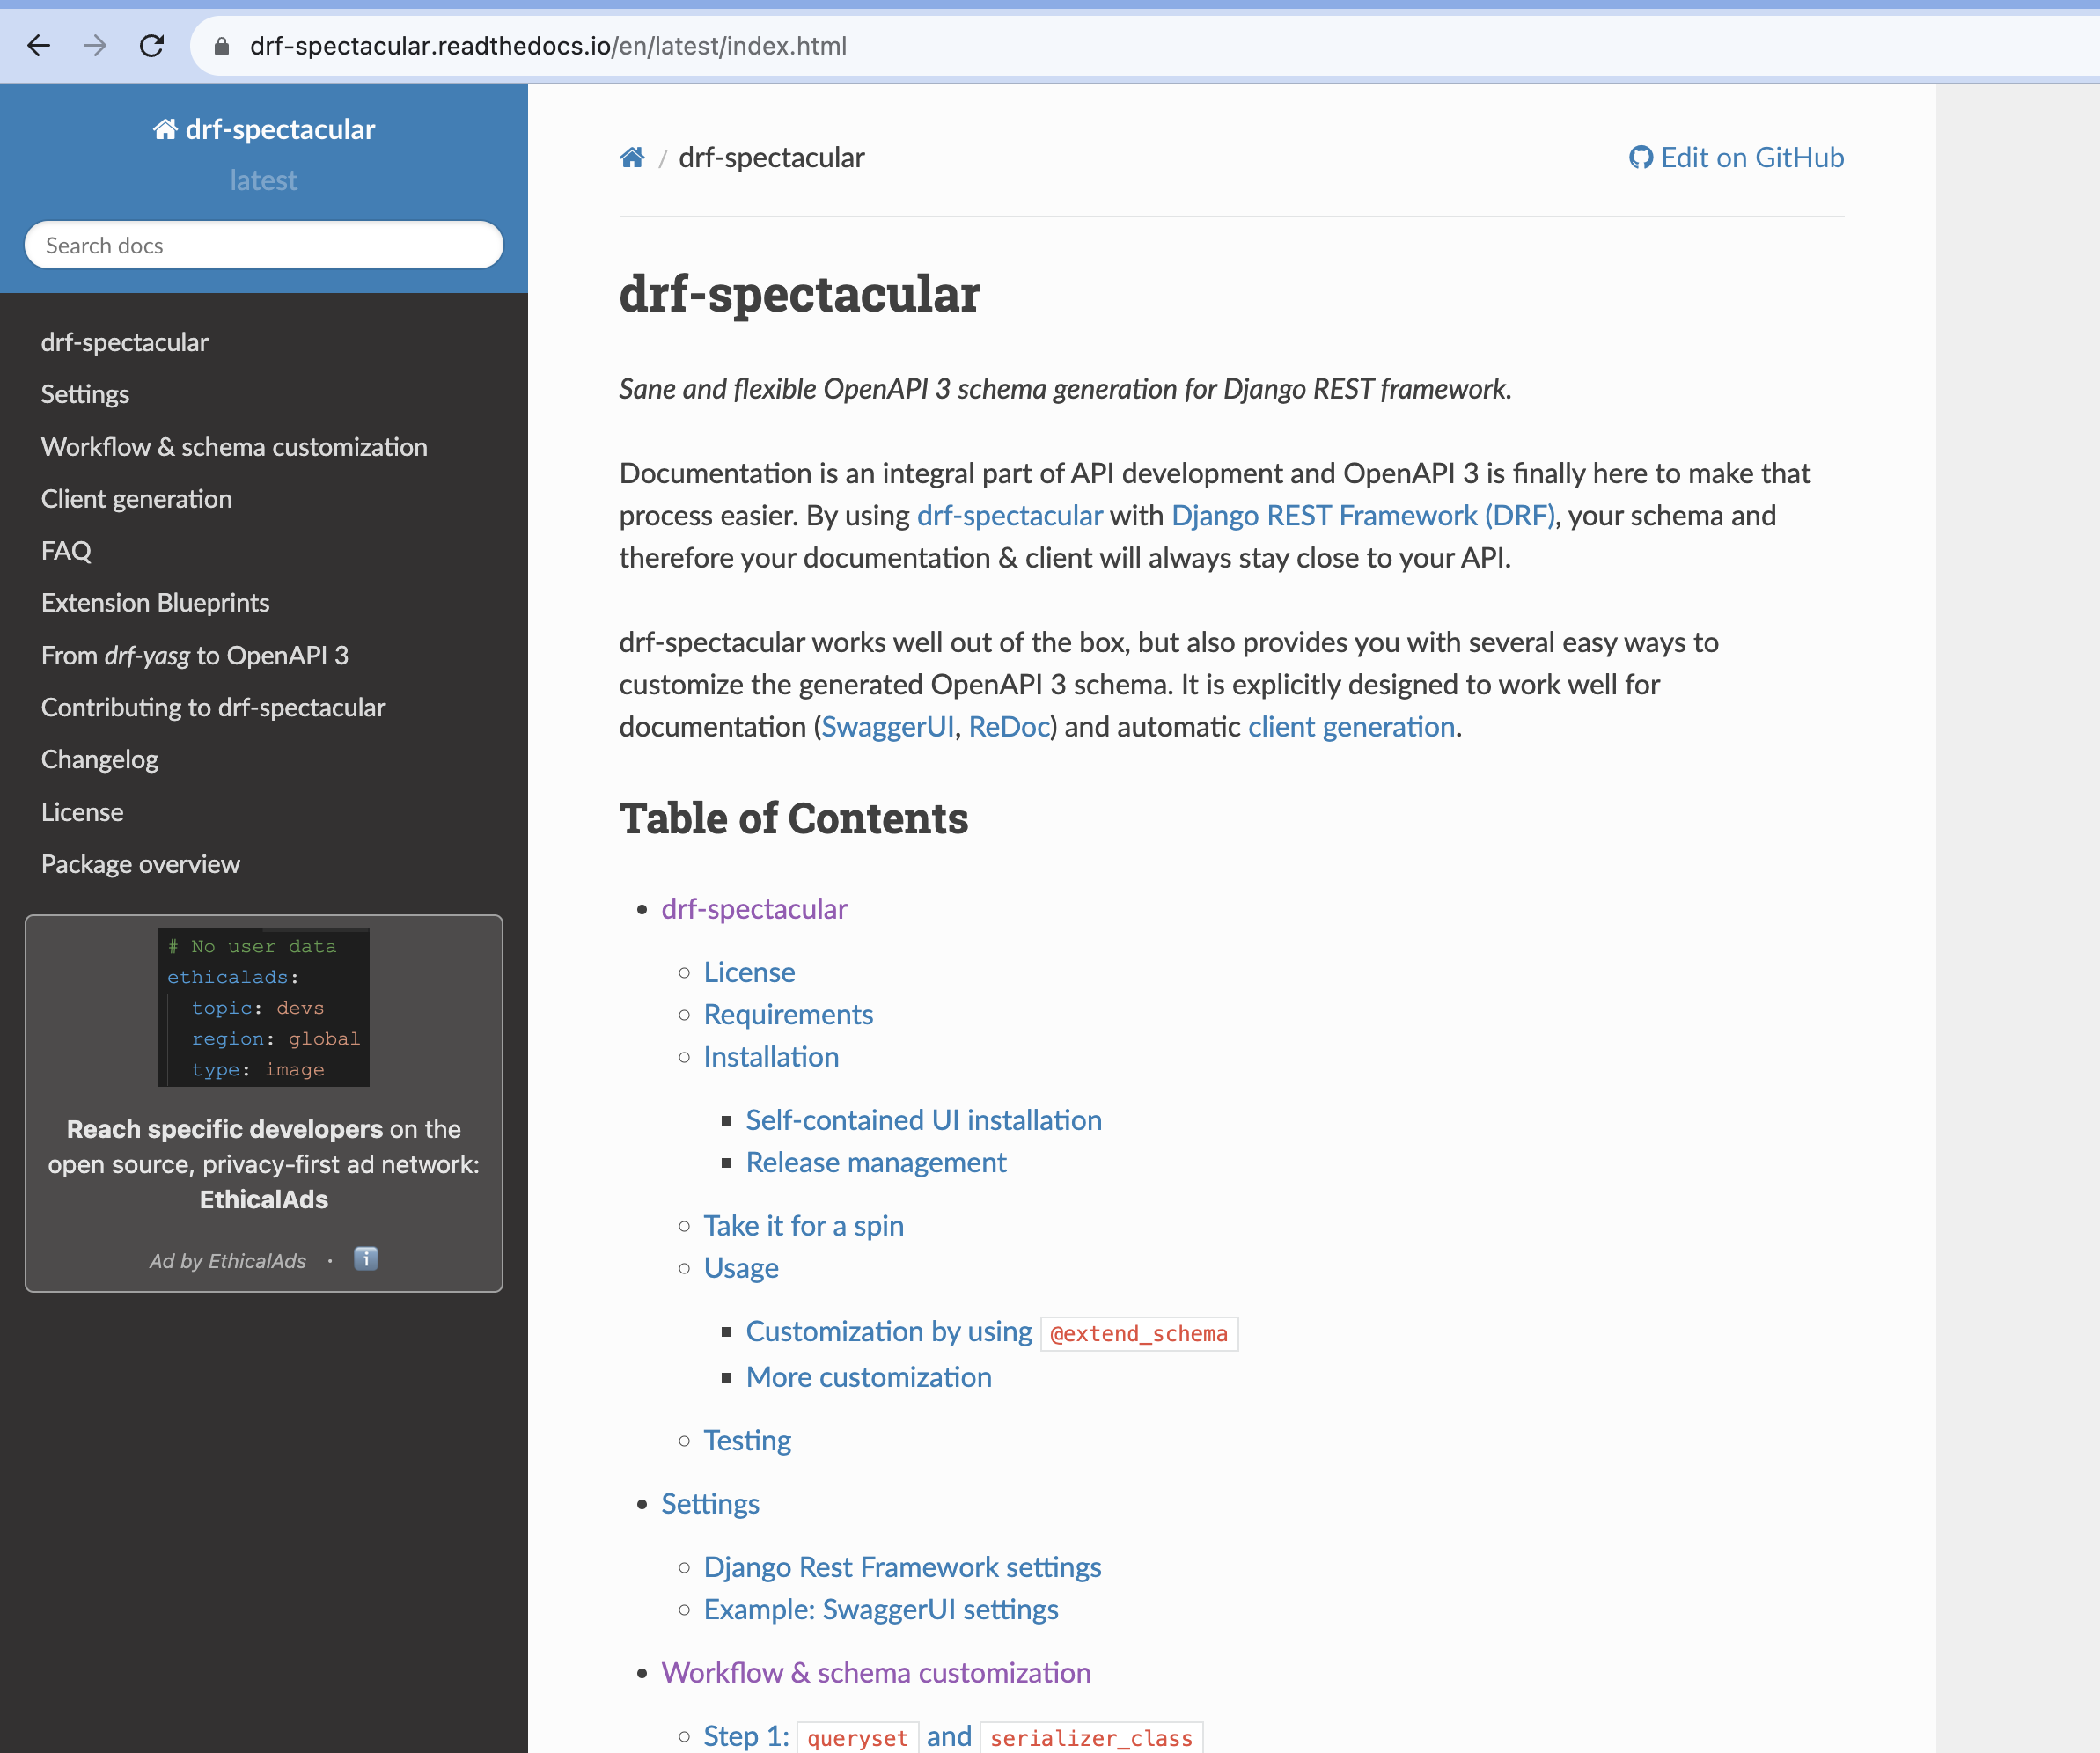 drf-spectacular.readthedocs.io/en/latest/index.html
drf-spectacular
latest
Search docs
drf-spectacular
Settings
Workflow & schema customization
Client generation
FAQ
Extension Blueprints
From drf-yasg to OpenAPI 3
Contributing to drf-spectacular
Changelog
License
Package overview
# No user data
ethicalads:
topic: devs
region: global
type: image
Reach specific developers on the
open source, privacy-first ad network:
EthicalAds
Ad by EthicalAds · i
/ drf-spectacular
Edit on GitHub
drf-spectacular
Sane and flexible OpenAPI 3 schema generation for Django REST framework.
Documentation is an integral part of API development and OpenAPI 3 is finally here to make that
process easier. By using drf-spectacular with Django REST Framework (DRF), your schema and
therefore your documentation & client will always stay close to your API.
drf-spectacular works well out of the box, but also provides you with several easy ways to
customize the generated OpenAPI 3 schema. It is explicitly designed to work well for
documentation (SwaggerUI, ReDoc) and automatic client generation.
Table of Contents
• drf-spectacular
◦ License
◦ Requirements
◦ Installation
▪ Self-contained UI installation
▪ Release management
◦ Take it for a spin
◦ Usage
▪ Customization by using @extend_schema
▪ More customization
◦ Testing
• Settings
◦ Django Rest Framework settings
◦ Example: SwaggerUI settings
• Workflow & schema customization
◦ Step 1: queryset and serializer_class